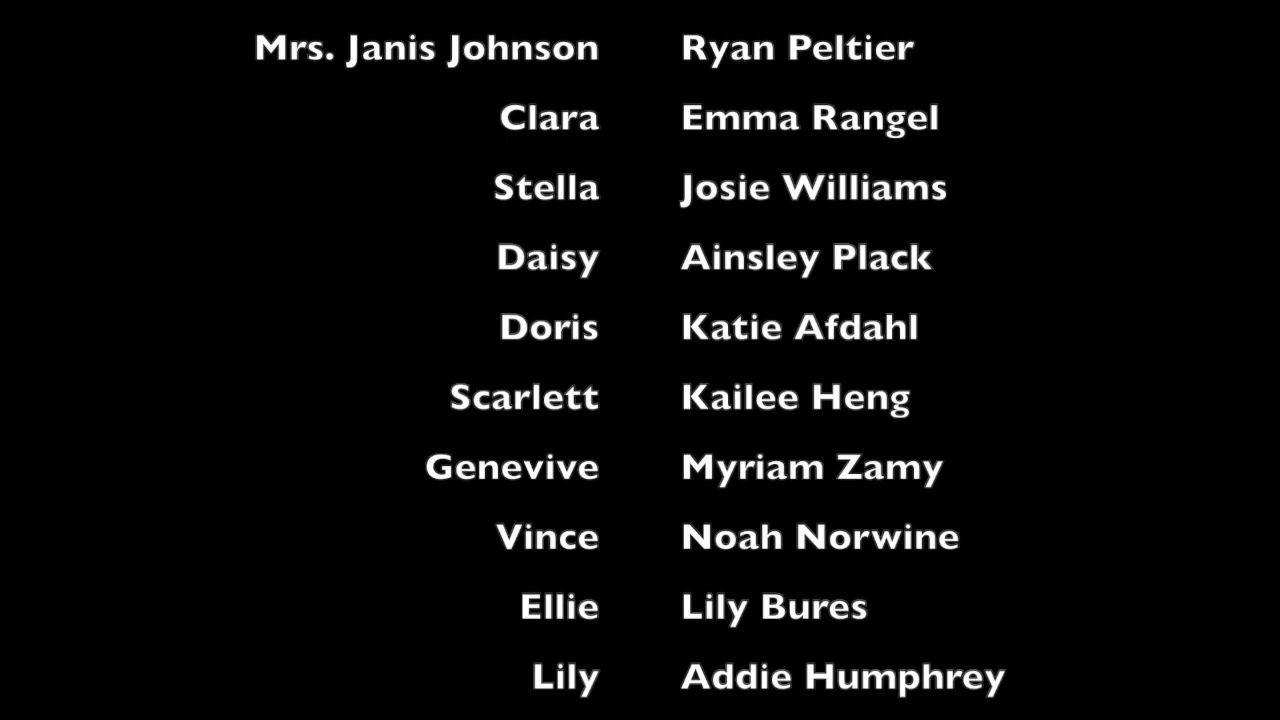 Mrs. Janis Johnson Ryan Peltier
Clara Emma Rangel
Stella Josie Williams
Daisy Ainsley Plack
Doris Katie Afdahl
Scarlett Kailee Heng
Genevive Myriam Zamy
Vince Noah Norwine
Ellie Lily Bures
Lily Addie Humphrey